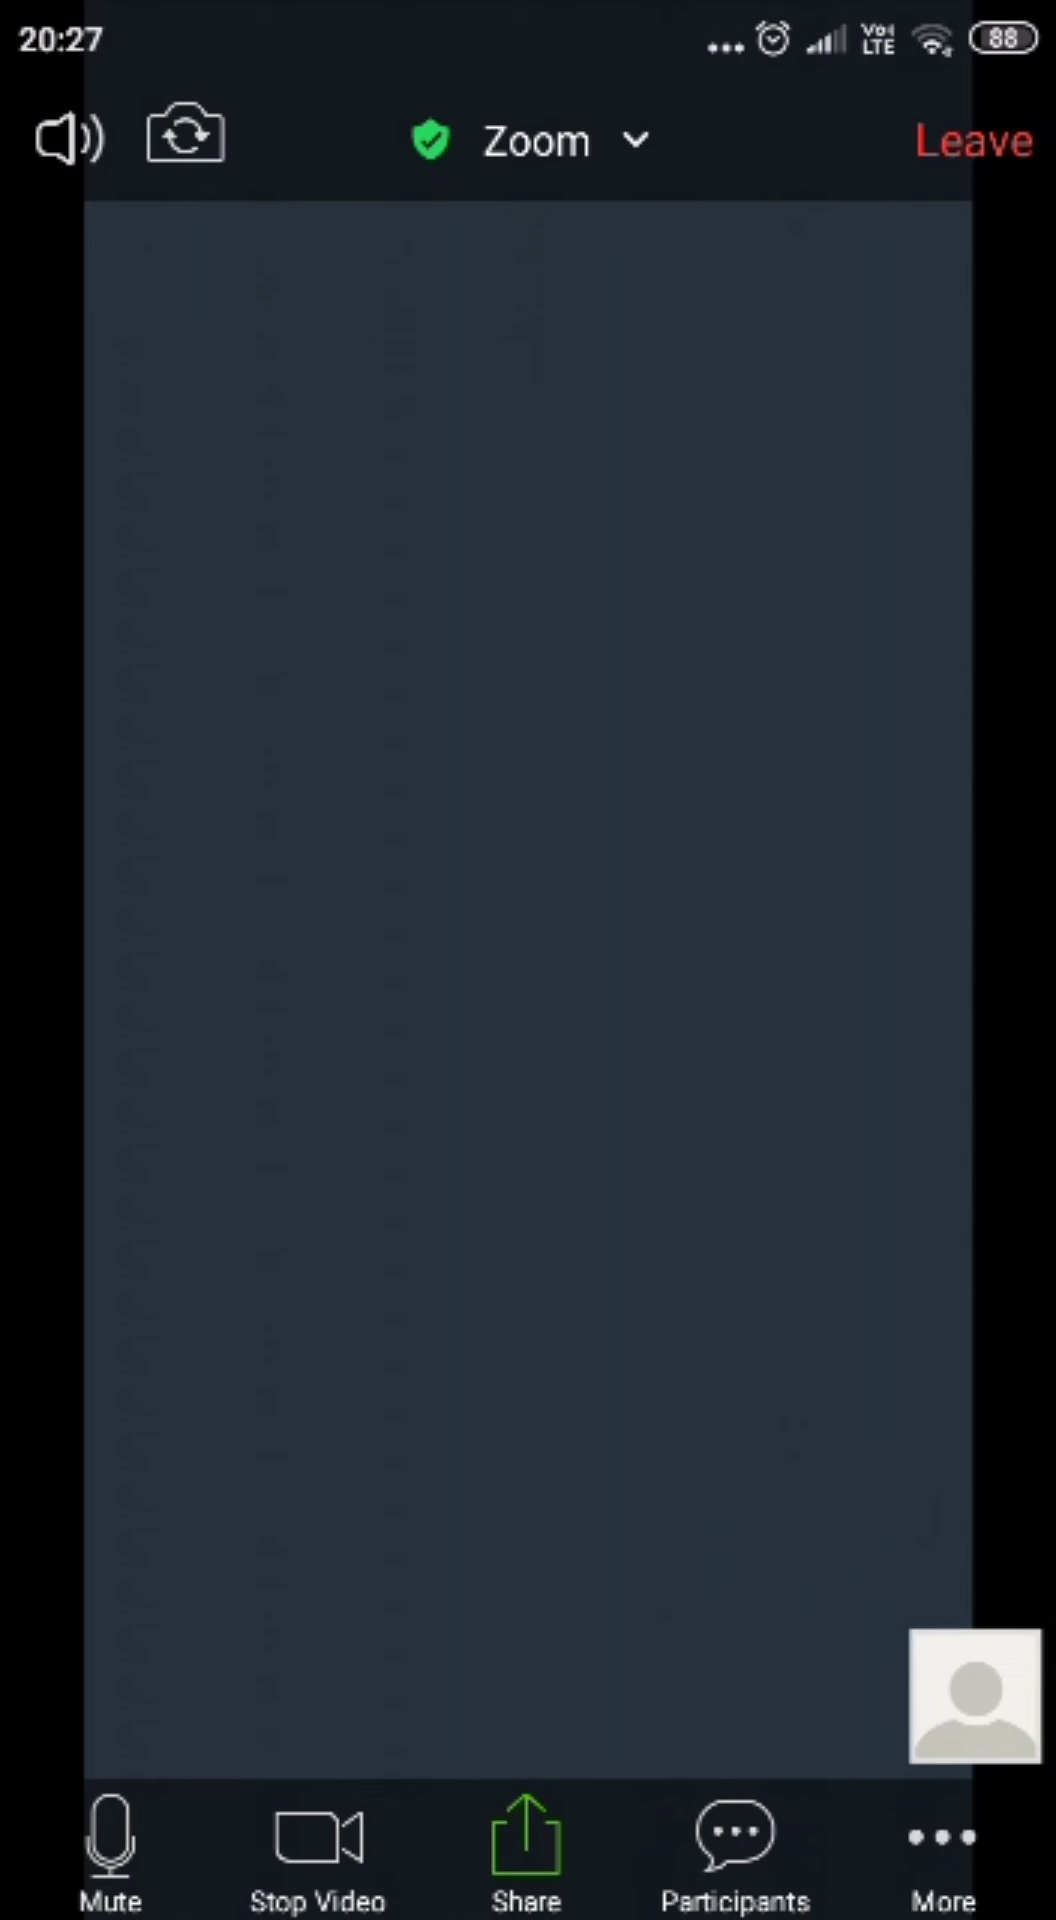 20:27
Vo) LTE
88
Zoom
Leave
Mute
Stop Video
Share
Participants
More